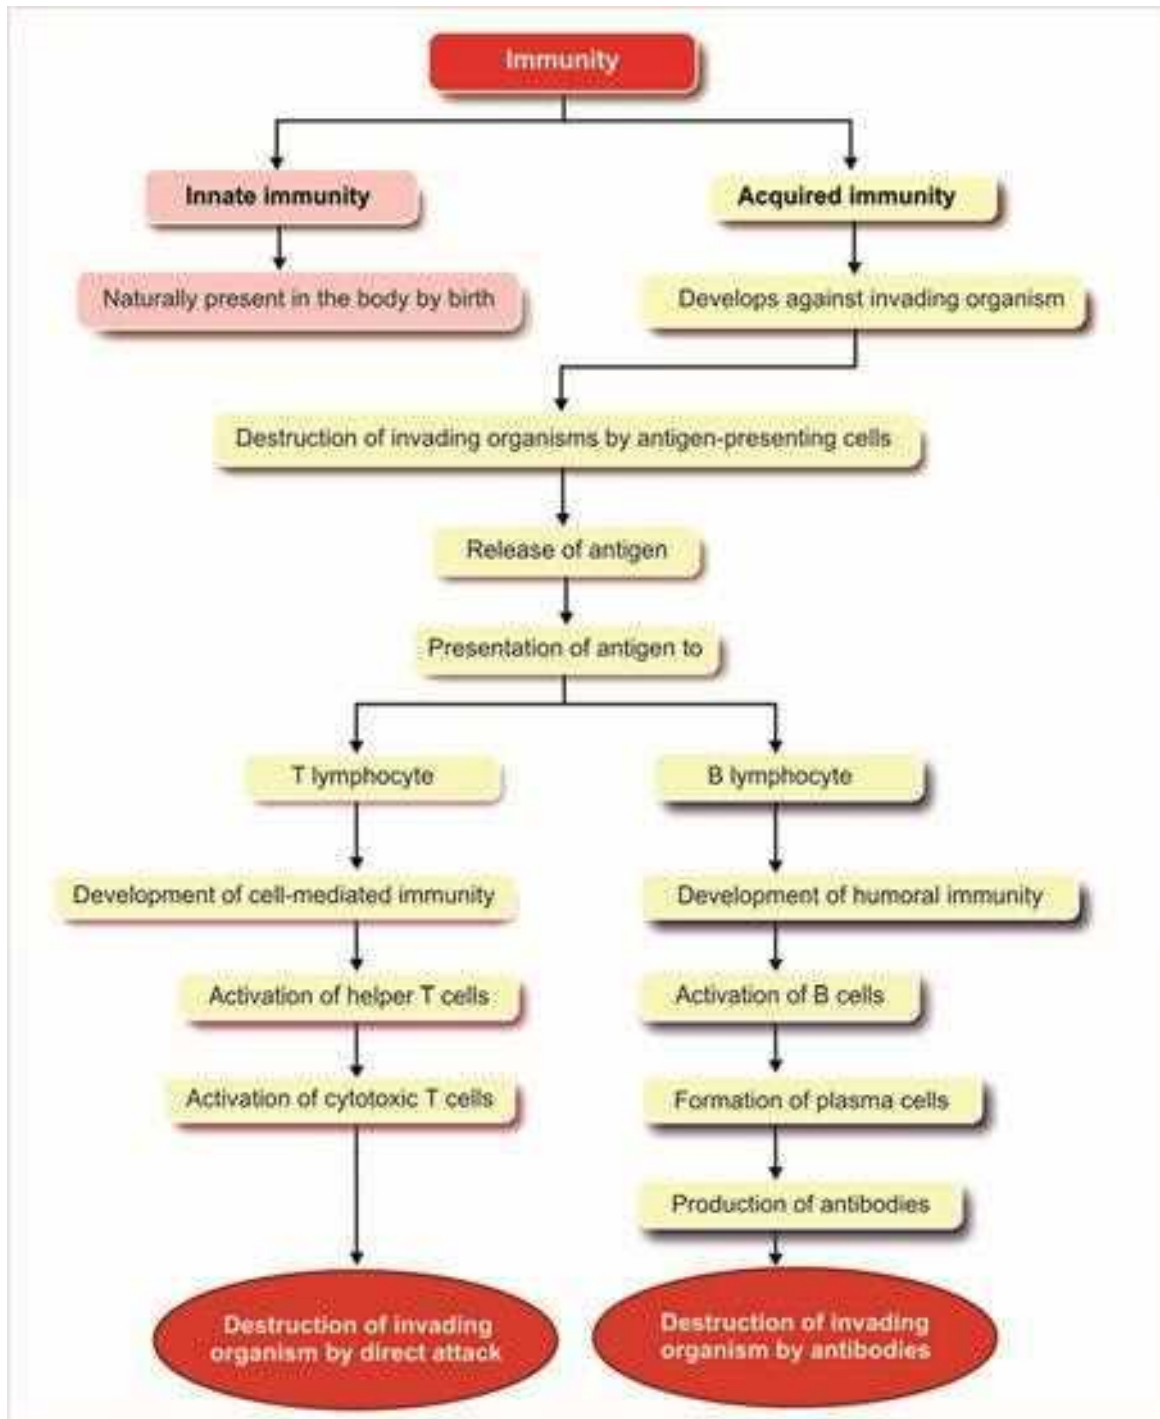 Immunity
Innate immunity
Acquired immunity
Naturally present in the body by birth
Develops against invading organism
Destruction of invading organisms by antigen-presenting cells
Release of antigen
Presentation of antigen to
T lymphocyte
B lymphocyte
Development of cell-mediated immunity
Development of humoral immunity
Activation of helper T cells
Activation of B cells
Activation of cytotoxic T cells
Formation of plasma cells
Production of antibodies
Destruction of invading
organism by direct attack
Destruction of invading
organism by antibodies